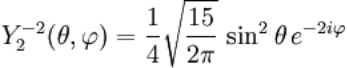 Y_2^{-2}(\theta,\varphi) = \frac{1}{4}\sqrt{\frac{15}{2\pi}} \, \sin^2\theta \, e^{-2i\varphi}